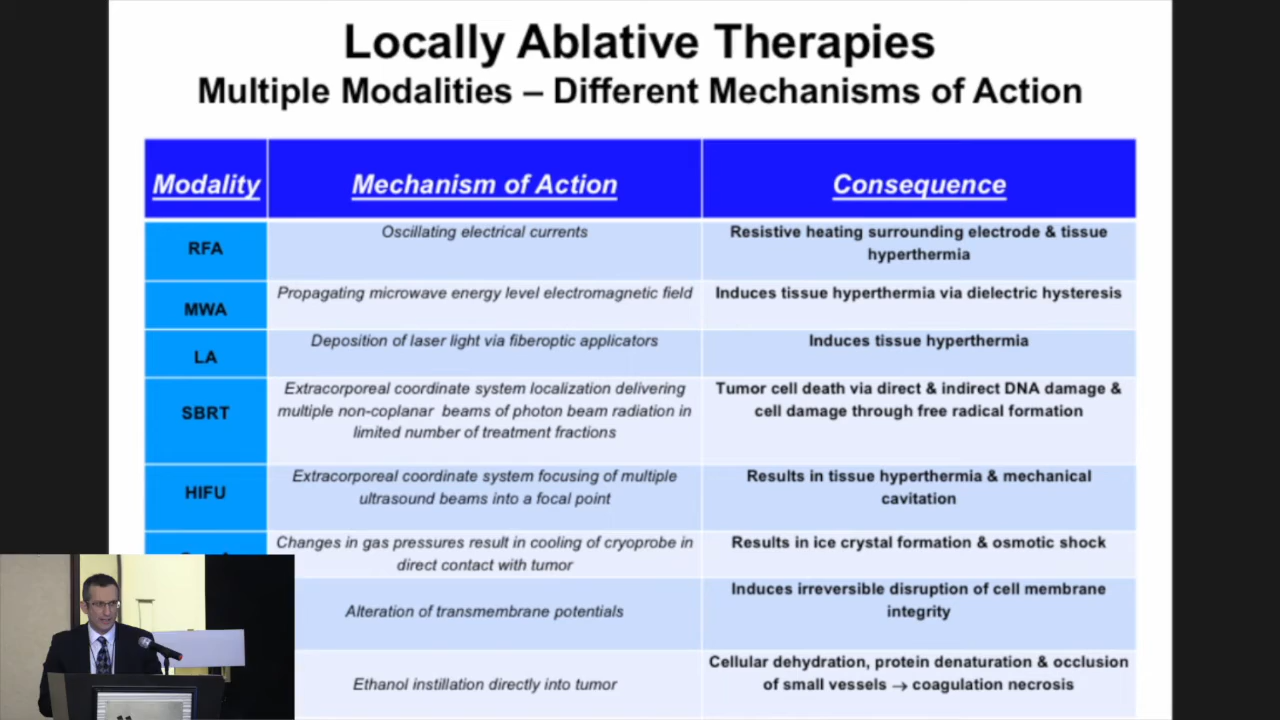 Locally Ablative Therapies
Multiple Modalities – Different Mechanisms of Action
Modality Mechanism of Action Consequence
RFA
Oscillating electrical currents
Resistive heating surrounding electrode & tissue
hyperthermia
MWA
Propagating microwave energy level electromagnetic field
Induces tissue hyperthermia via dielectric hysteresis
LA
Deposition of laser light via fiberoptic applicators
Induces tissue hyperthermia
SBRT
Extracorporeal coordinate system localization delivering
multiple non-coplanar beams of photon beam radiation in
limited number of treatment fractions
Tumor cell death via direct & indirect DNA damage &
cell damage through free radical formation
HIFU
Extracorporeal coordinate system focusing of multiple
ultrasound beams into a focal point
Results in tissue hyperthermia & mechanical
cavitation
Changes in gas pressures result in cooling of cryoprobe in
direct contact with tumor
Results in ice crystal formation & osmotic shock
Alteration of transmembrane potentials
Induces irreversible disruption of cell membrane
integrity
Ethanol instillation directly into tumor
Cellular dehydration, protein denaturation & occlusion
of small vessels → coagulation necrosis